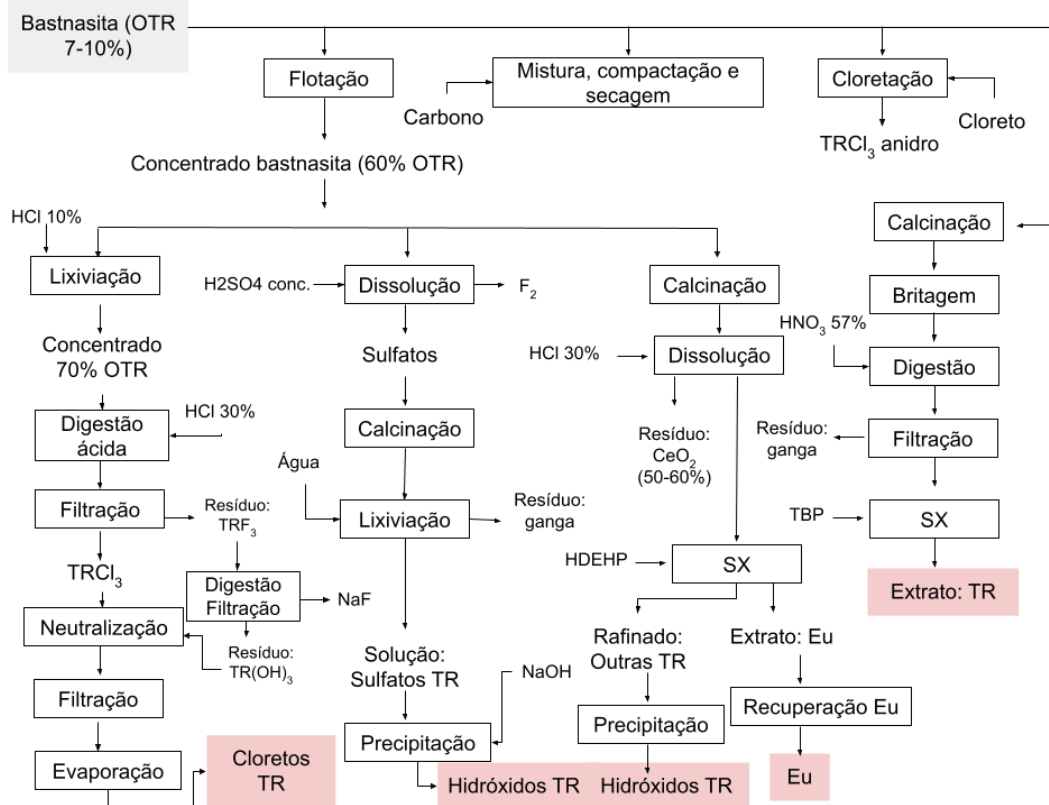 Bastnasita (OTR
7-10%)
Flotação
Mistura, compactação e
secagem
Cloretação
Carbono
Cloreto
TRCl₃ anidro
Concentrado bastnasita (60% OTR)
HCl 10%
Lixiviação
H2SO4 conc.
Dissolução
F₂
Calcinação
Calcinação
Britagem
HNO₃ 57%
Concentrado
70% OTR
Sulfatos
HCl 30%
Dissolução
Digestão
HCl 30%
Digestão
ácida
Calcinação
Resíduo:
CeO₂
(50-60%)
Resíduo:
ganga
Filtração
Água
Filtração
Resíduo:
TRF₃
Lixiviação
Resíduo:
ganga
TBP
SX
HDEHP
SX
TRCl₃
Digestão
Filtração
NaF
Extrato: TR
Neutralização
Resíduo:
TR(OH)₃
Solução:
Sulfatos TR
NaOH
Rafinado:
Outras TR
Extrato: Eu
Filtração
Precipitação
Precipitação
Recuperação Eu
Evaporação
Cloretos
TR
Hidróxidos TR
Hidróxidos TR
Eu